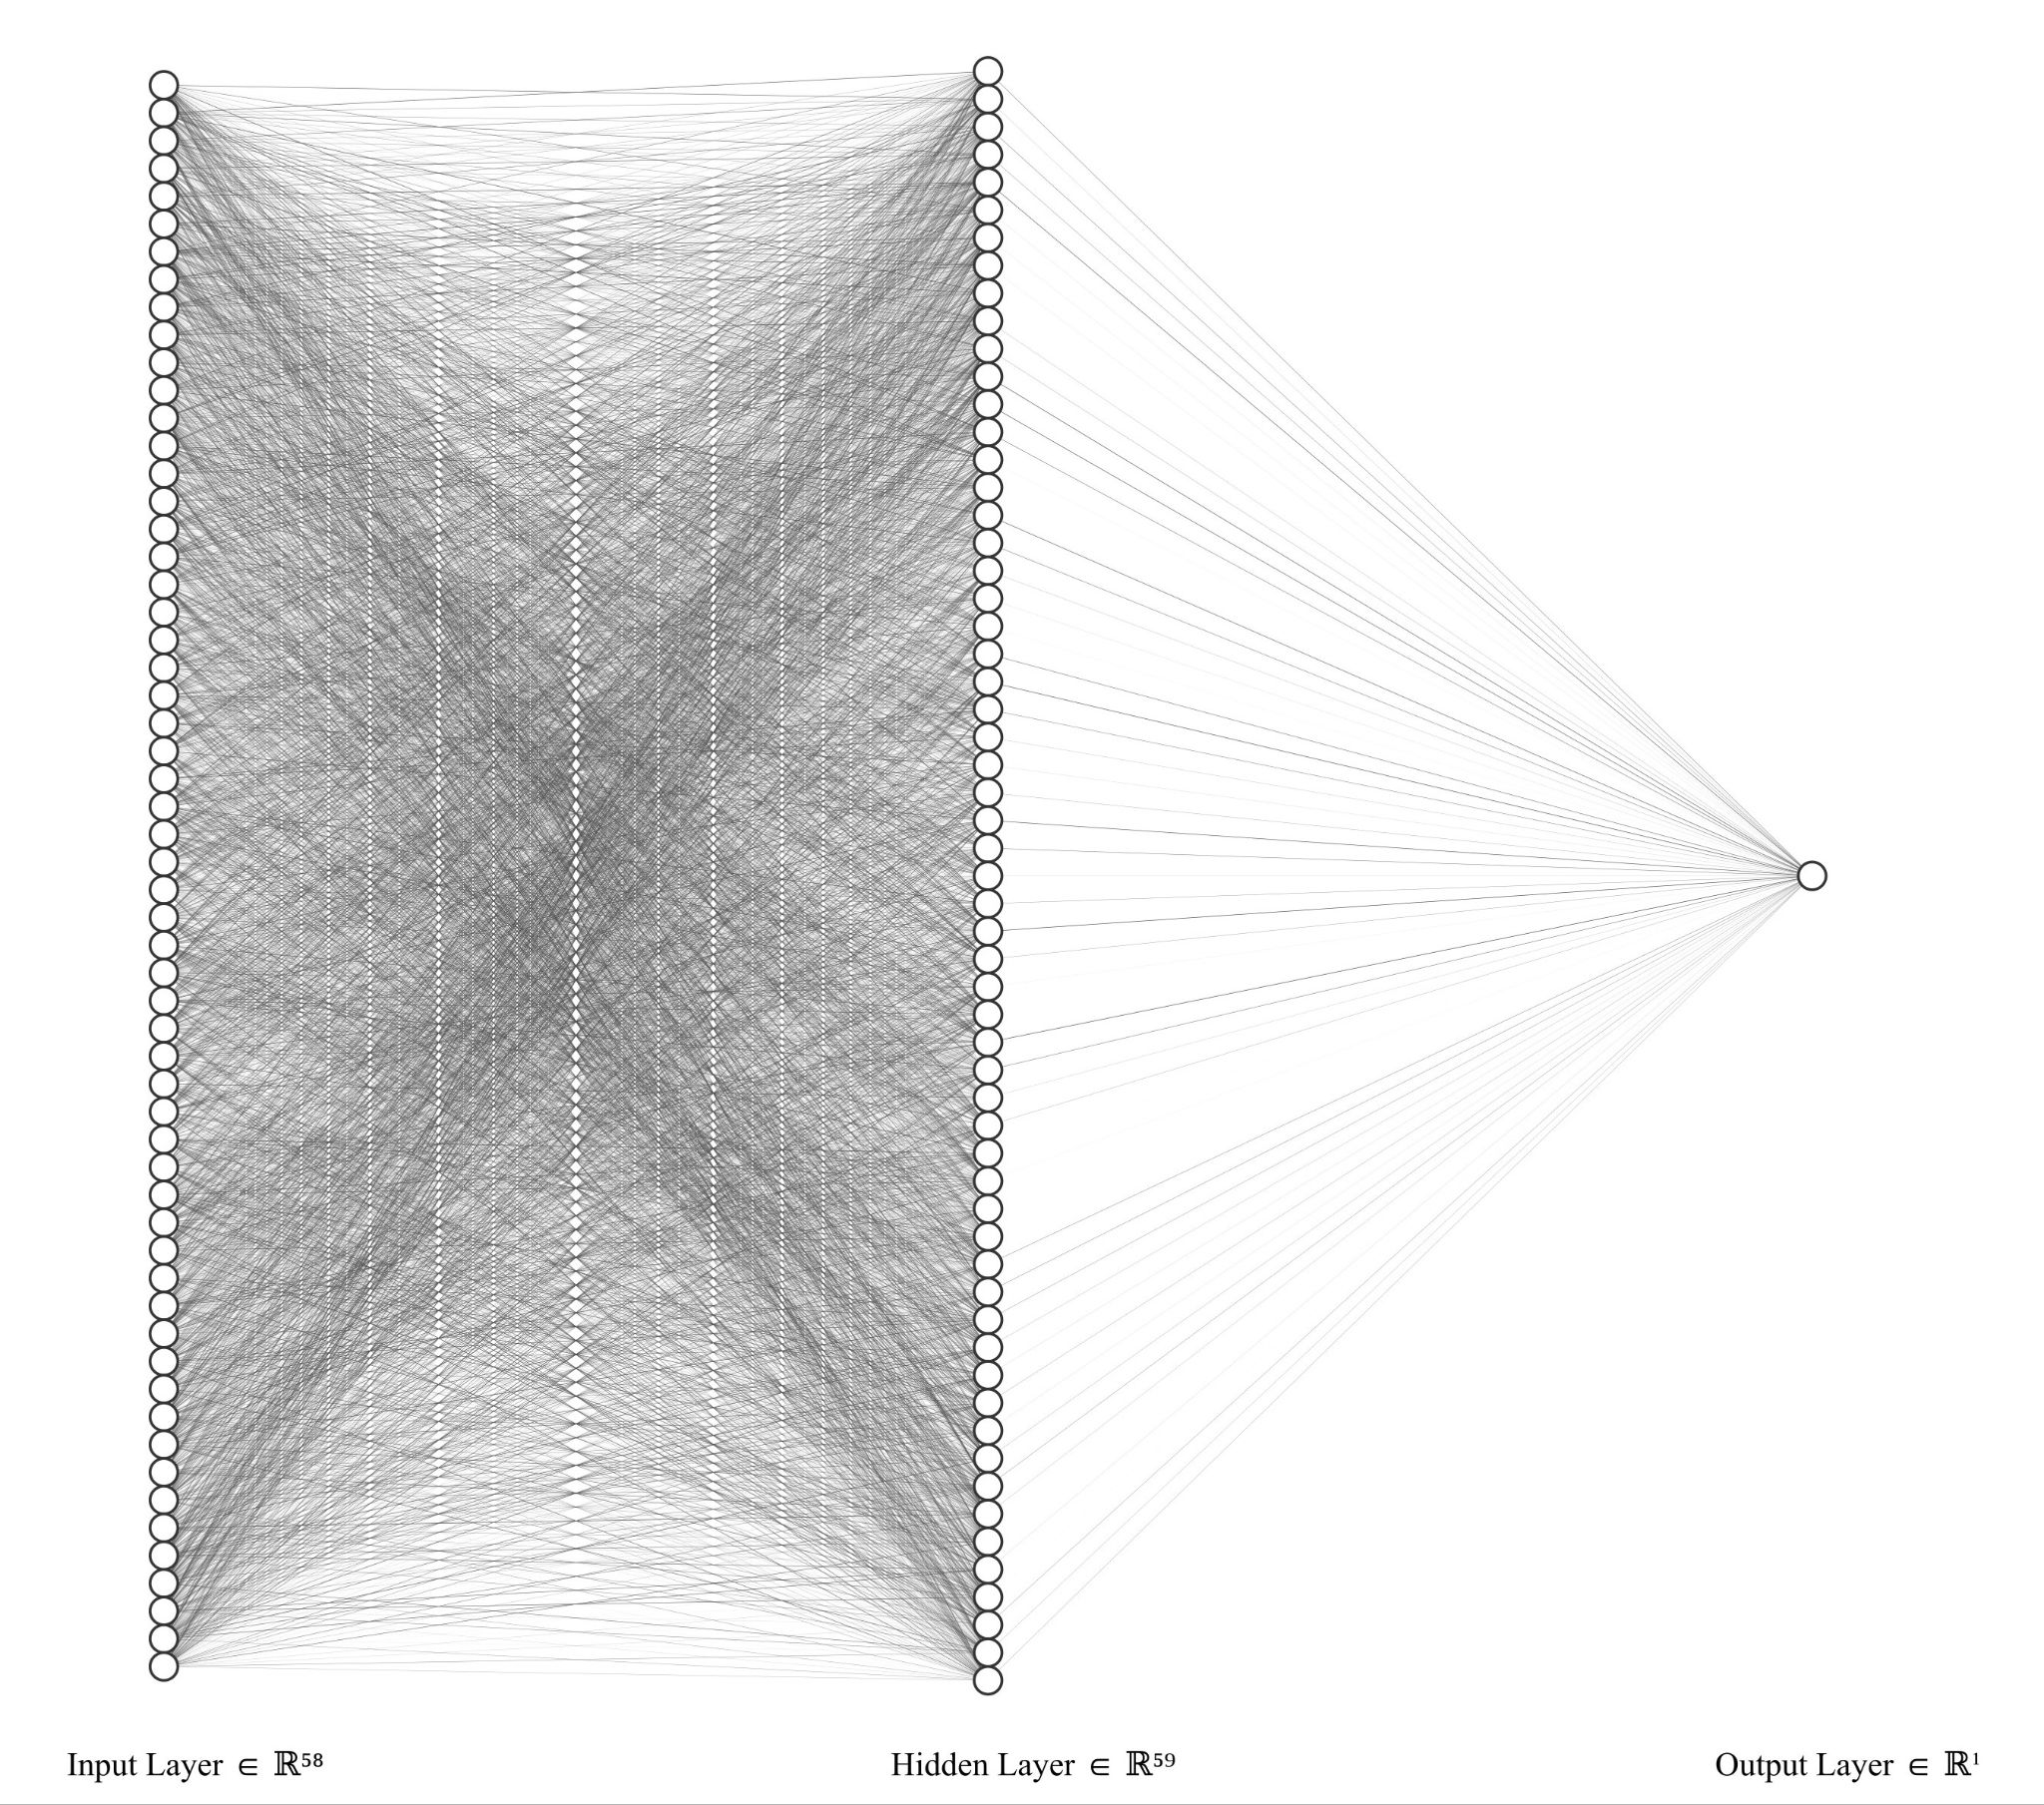 Input Layer ∈ ℝ⁵⁸
Hidden Layer ∈ ℝ⁵⁹
Output Layer ∈ ℝ¹